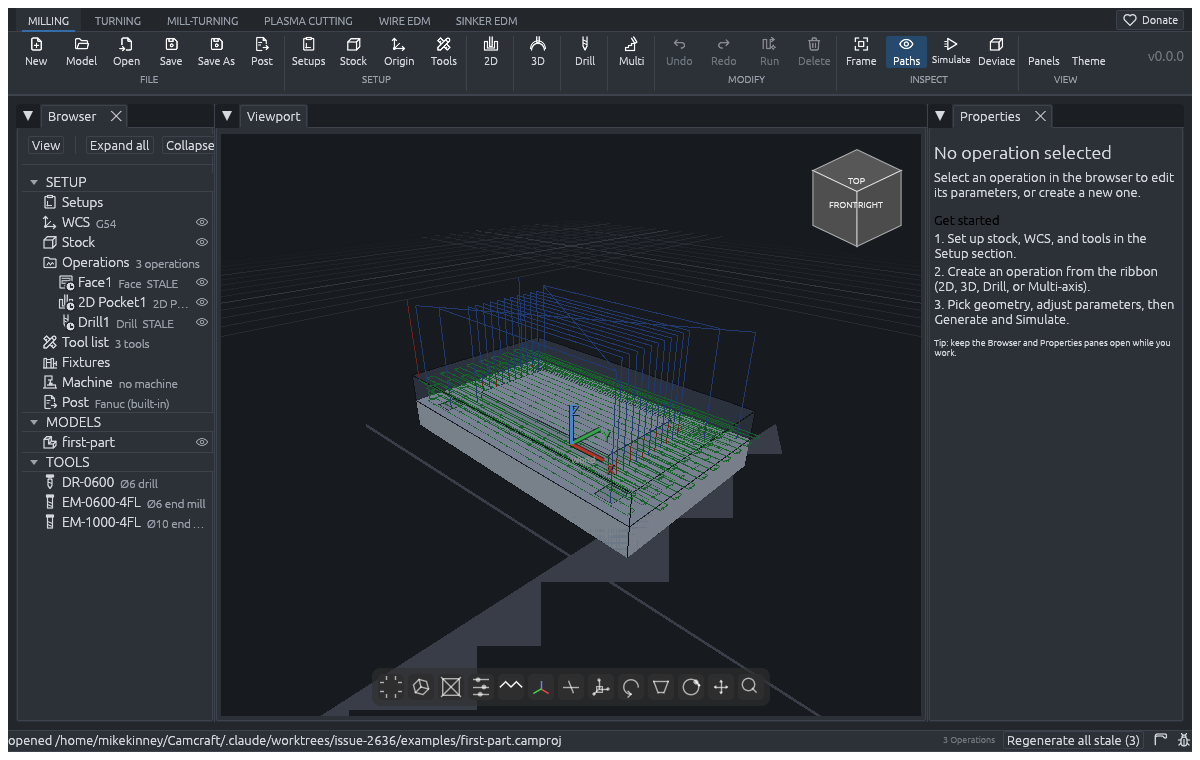 MILLING TURNING MILL-TURNING PLASMA CUTTING WIRE EDM SINKER EDM Donate
New Model Open Save Save As Post Setups Stock Origin Tools 2D 3D Drill Multi Undo Redo Run Delete Frame Paths Simulate Deviate Panels Theme v0.0.0
FILE SETUP MODIFY INSPECT VIEW
Browser Viewport Properties
View Expand all Collapse
SETUP
Setups
WCS G54
Stock
Operations 3 operations
Face1 Face STALE
2D Pocket1 2D P...
Drill1 Drill STALE
Tool list 3 tools
Fixtures
Machine no machine
Post Fanuc (built-in)
MODELS
first-part
TOOLS
DR-0600 Ø6 drill
EM-0600-4FL Ø6 end mill
EM-1000-4FL Ø10 end ...
TOP
FRONT RIGHT
Z
Y
X
No operation selected
Select an operation in the browser to edit
its parameters, or create a new one.
Get started
1. Set up stock, WCS, and tools in the
Setup section.
2. Create an operation from the ribbon
(2D, 3D, Drill, or Multi-axis).
3. Pick geometry, adjust parameters, then
Generate and Simulate.
Tip: keep the Browser and Properties panes open while you
work.
opened /home/mikekinney/Camcraft/.claude/worktrees/issue-2636/examples/first-part.camproj 3 Operations Regenerate all stale (3)